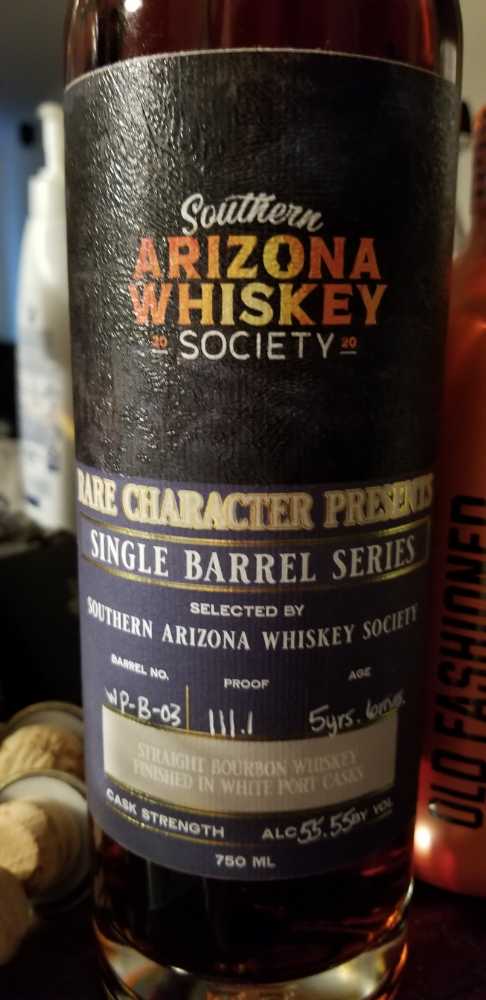 Southern
ARIZONA
WHISKEY
20 SOCIETY 20
RARE CHARACTER PRESENTS
SINGLE BARREL SERIES
SELECTED BY
SOUTHERN ARIZONA WHISKEY SOCIETY
BARREL NO. PROOF AGE
WP-B-03 111.1 5yrs. 6mos.
STRAIGHT BOURBON WHISKEY
FINISHED IN WHITE PORT CASKS
CASK STRENGTH ALC 55.55 BY VOL
750 ML
OLD FASHIONED